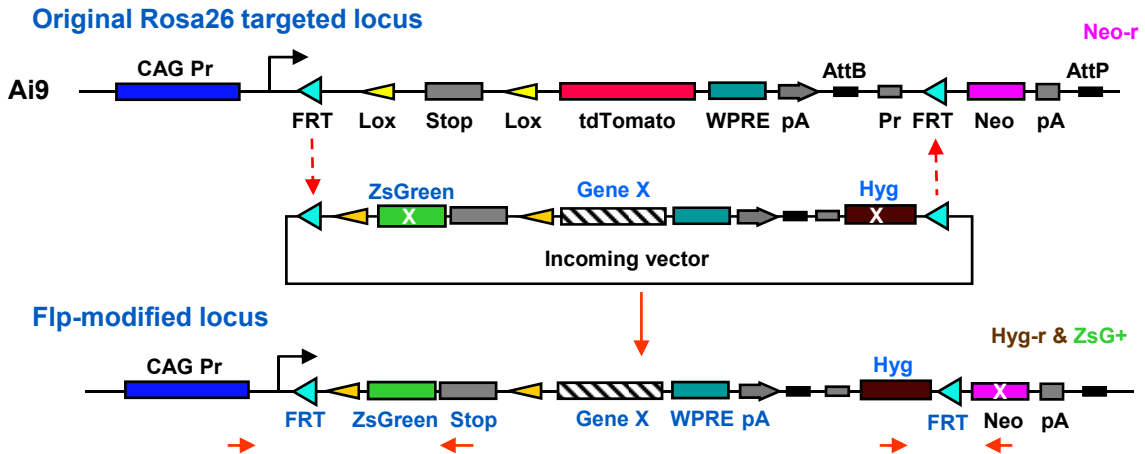 Original Rosa26 targeted locus
Neo-r
CAG Pr
AttB
AttP
Ai9
FRT Lox Stop Lox tdTomato WPRE pA Pr FRT Neo pA
ZsGreen Gene X Hyg
X X
Incoming vector
Flp-modified locus
Hyg-r & ZsG+
CAG Pr Hyg
X
FRT ZsGreen Stop Gene X WPRE pA FRT Neo pA